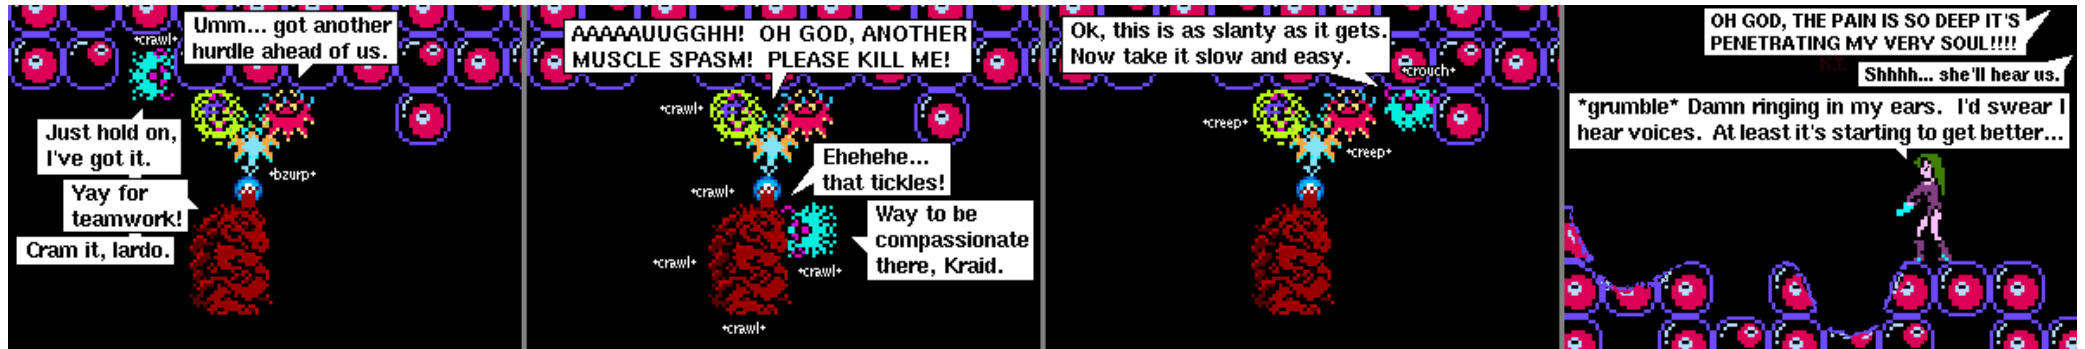 *crawl*
Umm... got another
hurdle ahead of us.
Just hold on,
I've got it.
*bzurp*
Yay for
teamwork!
Cram it, lardo.
AAAAAUUGGHH!  OH GOD, ANOTHER
MUSCLE SPASM!  PLEASE KILL ME!
*crawl*
Ehehehe...
that tickles!
*crawl*
Way to be
compassionate
there, Kraid.
*crawl*
*crawl*
*crawl*
Ok, this is as slanty as it gets.
Now take it slow and easy.
*crouch*
*creep*
*creep*
OH GOD, THE PAIN IS SO DEEP IT'S
PENETRATING MY VERY SOUL!!!!
Shhhh... she'll hear us.
*grumble* Damn ringing in my ears.  I'd swear I
hear voices.  At least it's starting to get better...